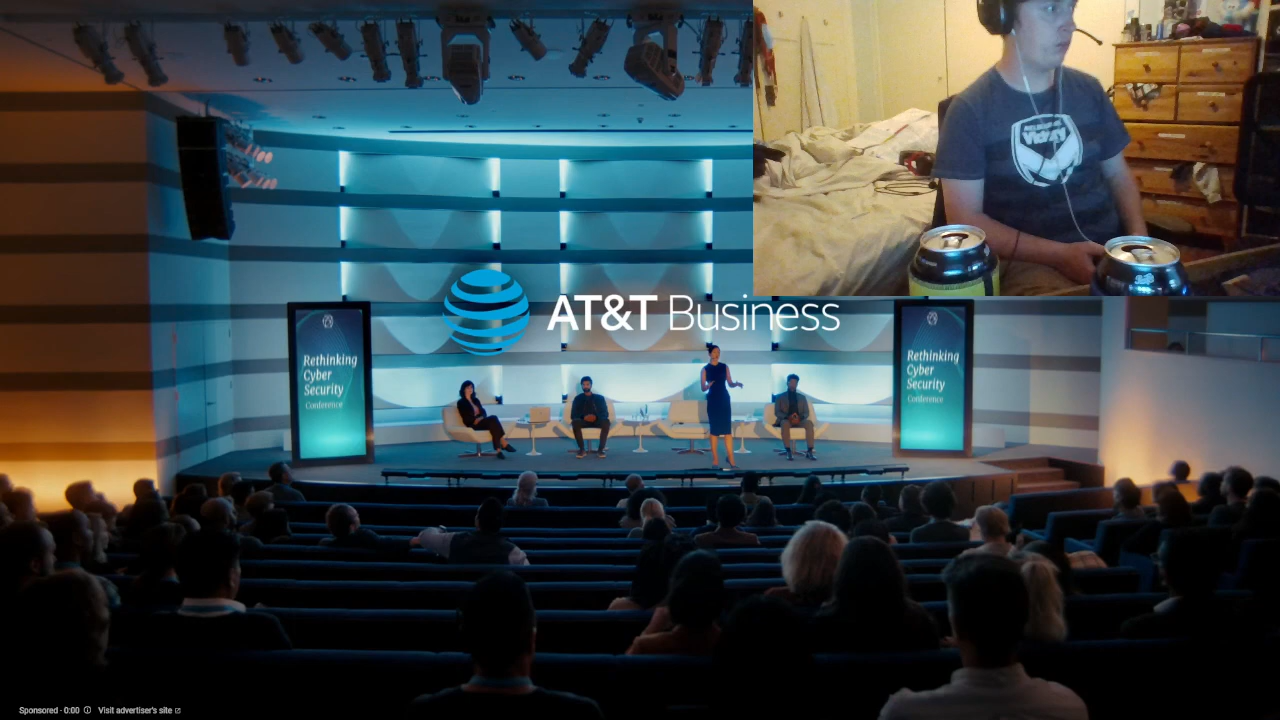 AT&T Business
Rethinking
Cyber
Security
Conference
Rethinking
Cyber
Security
Conference
Sponsored · 0:00
Visit advertiser's site